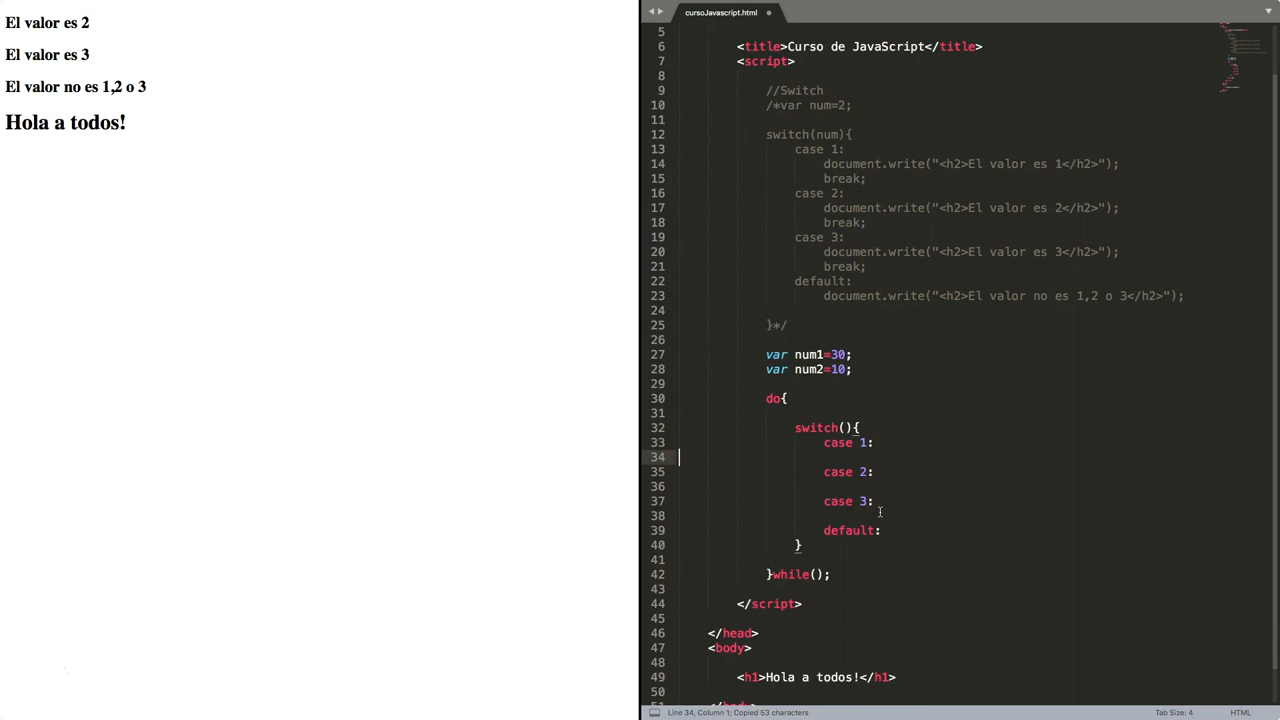 El valor es 2
El valor es 3
El valor no es 1,2 o 3
Hola a todos!
cursoJavascript.html
5
6 <title>Curso de JavaScript</title>
7 <script>
8
9 //Switch
10 /*var num=2;
11
12 switch(num){
13 case 1:
14 document.write("<h2>El valor es 1</h2>");
15 break;
16 case 2:
17 document.write("<h2>El valor es 2</h2>");
18 break;
19 case 3:
20 document.write("<h2>El valor es 3</h2>");
21 break;
22 default:
23 document.write("<h2>El valor no es 1,2 o 3</h2>");
24
25 }*/
26
27 var num1=30;
28 var num2=10;
29
30 do{
31
32 switch(){
33 case 1:
34
35 case 2:
36
37 case 3:
38
39 default:
40 }
41
42 }while();
43
44 </script>
45
46 </head>
47 <body>
48
49 <h1>Hola a todos!</h1>
50
Line 34, Column 1; Copied 53 characters
Tab Size: 4
HTML